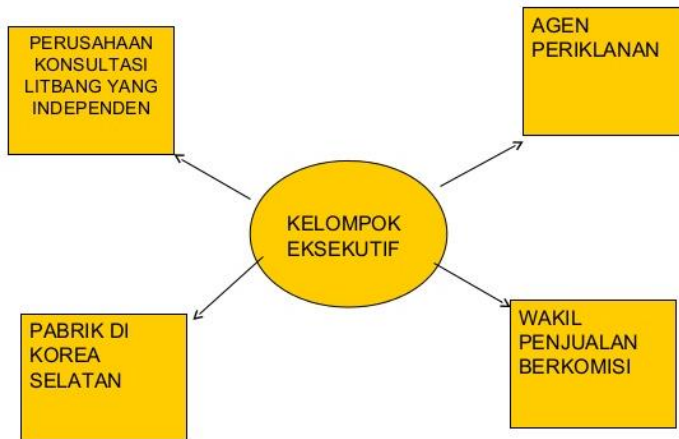 PERUSAHAAN
KONSULTASI
LITBANG YANG
INDEPENDEN
AGEN
PERIKLANAN
KELOMPOK
EKSEKUTIF
PABRIK DI
KOREA
SELATAN
WAKIL
PENJUALAN
BERKOMISI